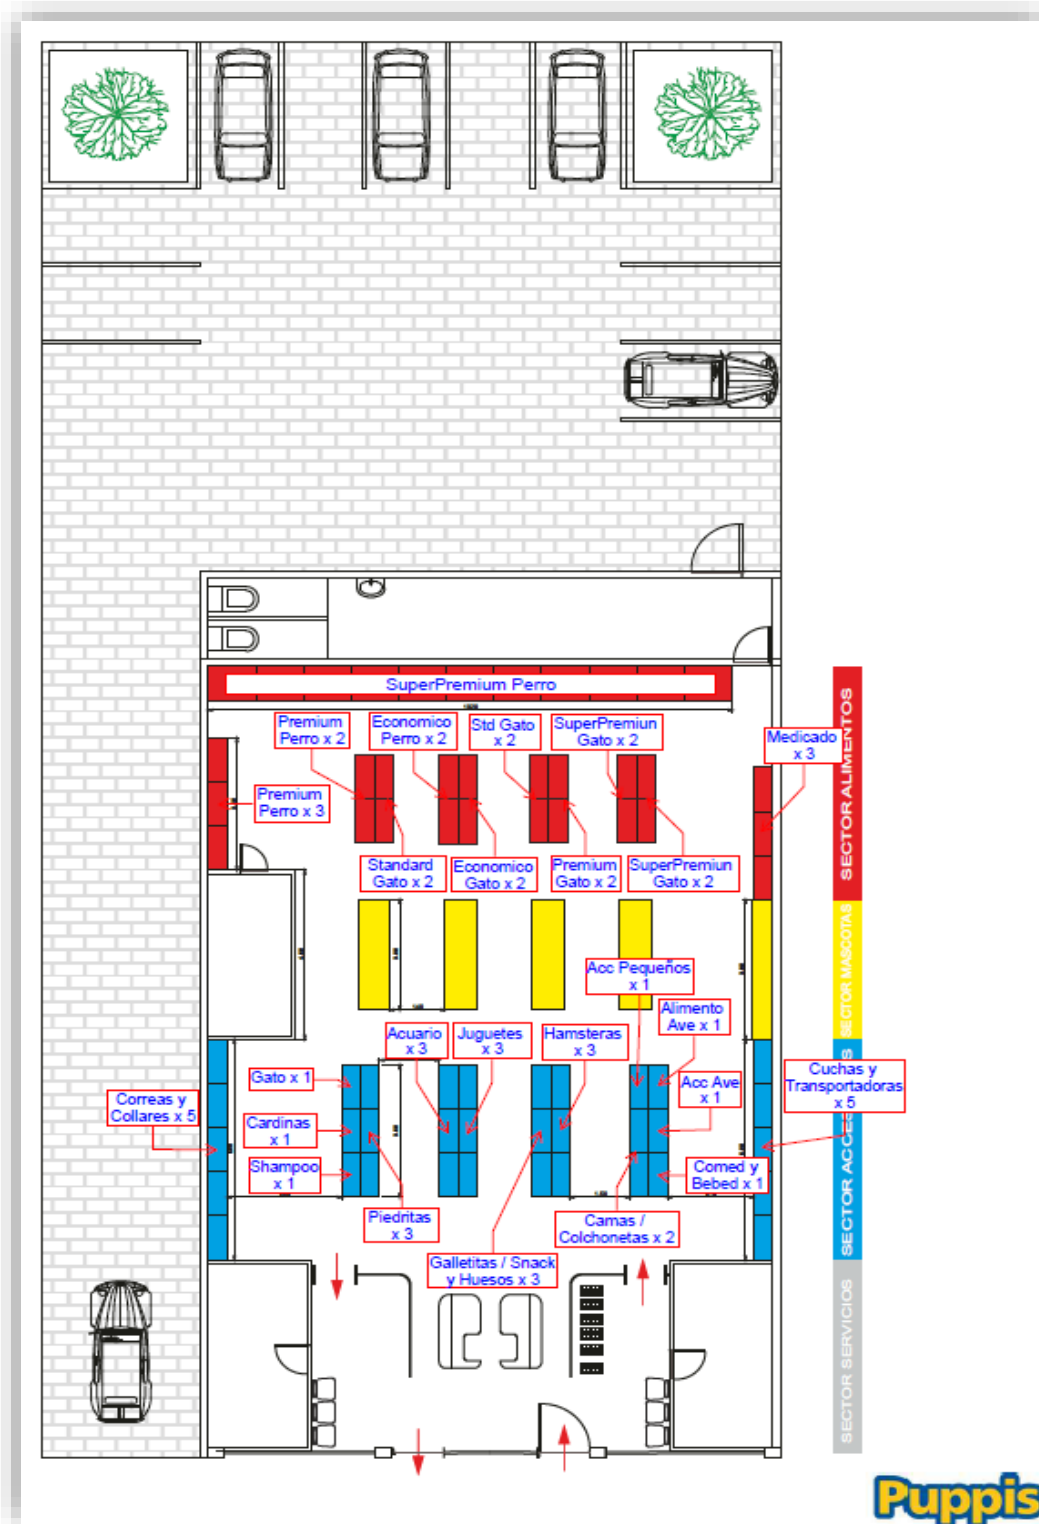 SuperPremium Perro
Premium
Perro x 2
Economico
Perro x 2
Std Gato
x 2
SuperPremiun
Gato x 2
Medicado
x 3
Premium
Perro x 3
Standard
Gato x 2
Economico
Gato x 2
Premium
Gato x 2
SuperPremiun
Gato x 2
Acc Pequeños
x 1
Alimento
Ave x 1
Acuario
x 3
Juguetes
x 3
Hamsteras
x 3
Gato x 1
Acc Ave
x 1
Cuchas y
Transportadoras
x 5
Correas y
Collares x 5
Cardinas
x 1
Shampoo
x 1
Comed y
Bebed x 1
Piedritas
x 3
Camas /
Colchonetas x 2
Galletitas / Snack
y Huesos x 3
SECTOR ALIMENTOS
SECTOR MASCOTAS
SECTOR ACCES
S
SECTOR SERVICIOS
Puppis